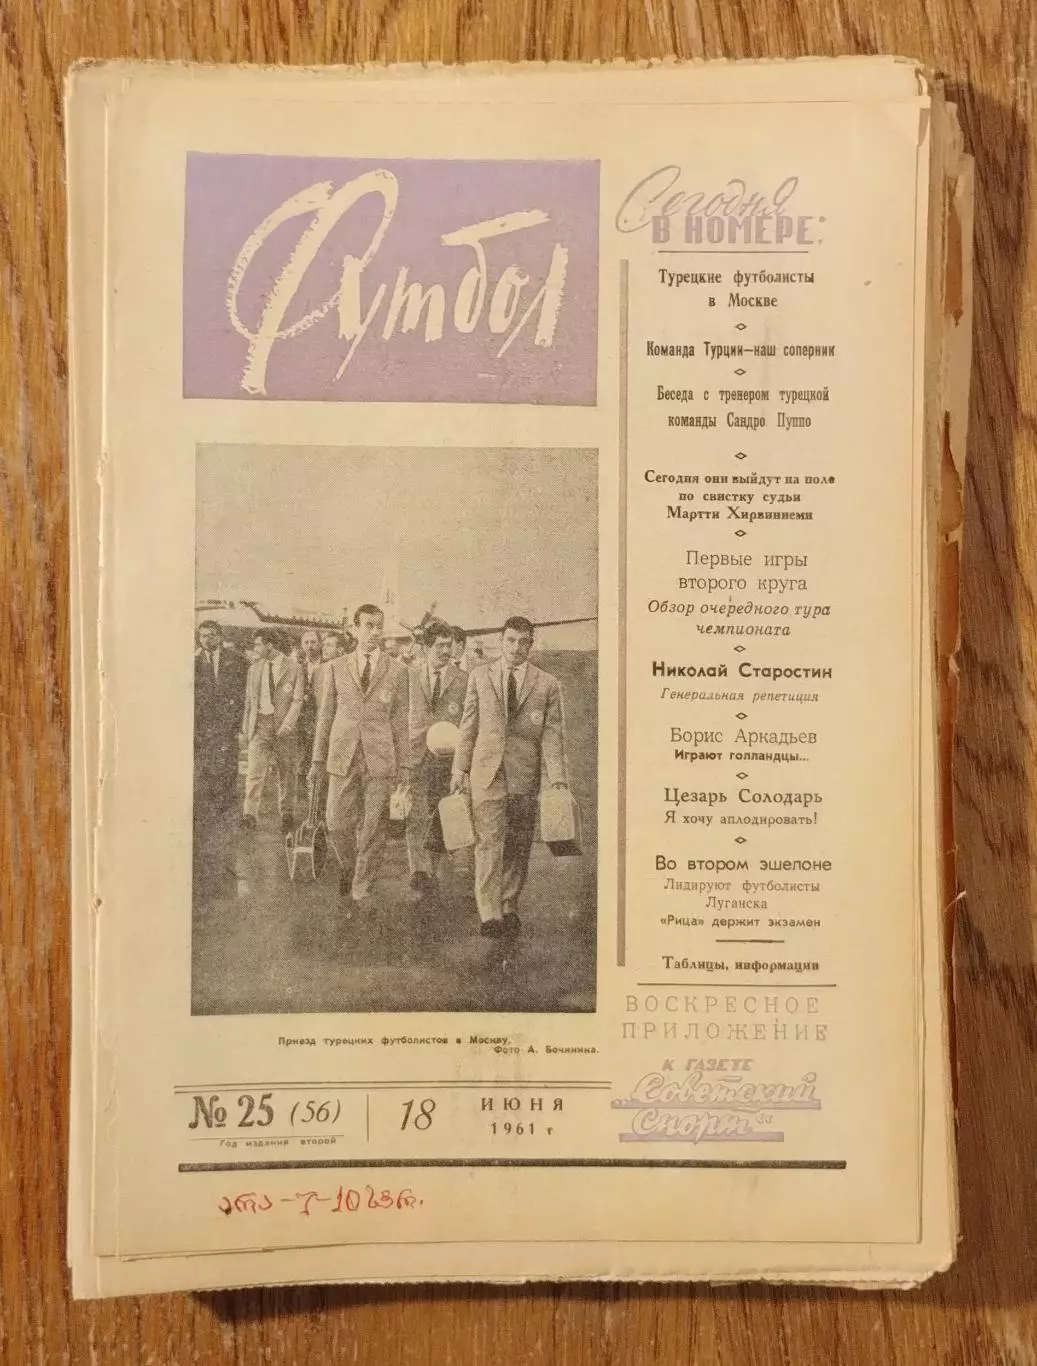 Футбол
Сегодня
В НОМЕРЕ:
Турецкие футболисты
в Москве
Команда Турции—наш соперник
Беседа с тренером турецкой
команды Сандро Пуппо
Сегодня они выйдут на поле
по свистку судьи
Мартти Хирвиниеми
Первые игры
второго круга
Обзор очередного тура
чемпионата
Николай Старостин
Генеральная репетиция
Борис Аркадьев
Играют голландцы...
Цезарь Солодарь
Я хочу аплодировать!
Во втором эшелоне
Лидируют футболисты
Луганска
«Рица» держит экзамен
Таблицы, информации
ВОСКРЕСНОЕ
ПРИЛОЖЕНИЕ
К ГАЗЕТЕ
„Советский
Спорт“
Приезд турецких футболистов в Москву.
Фото А. Бочинина.
№ 25 (56)
Год издания второй
18
ИЮНЯ
1961 г